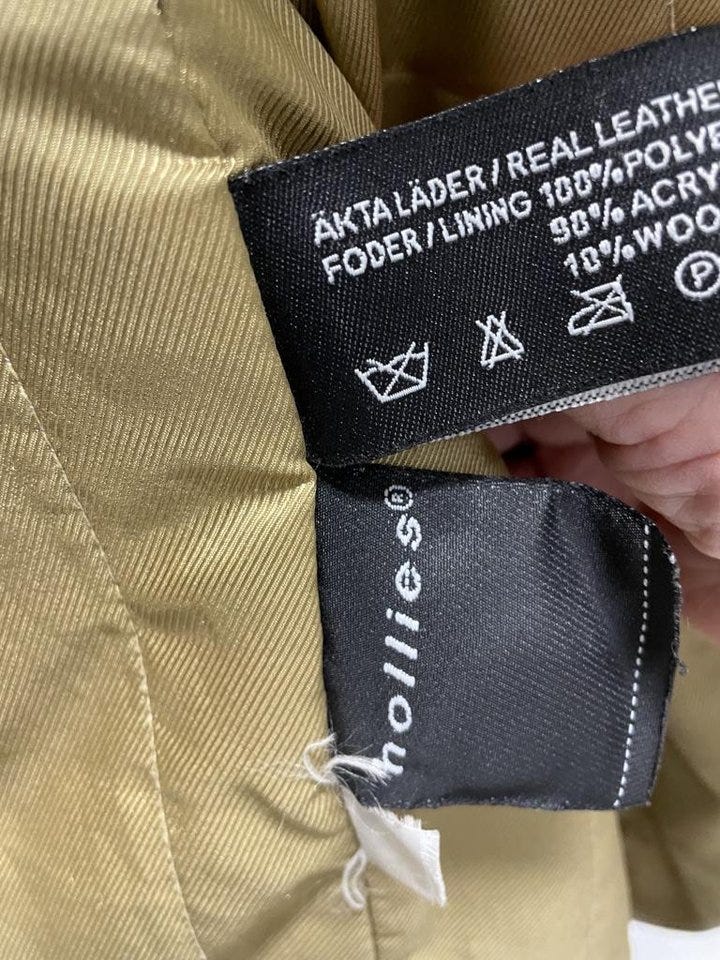 ÄKTA LÄDER / REAL LEATHE
FODER / LINING 100% POLYE
90% ACRY
10% WOO
P
hollies®